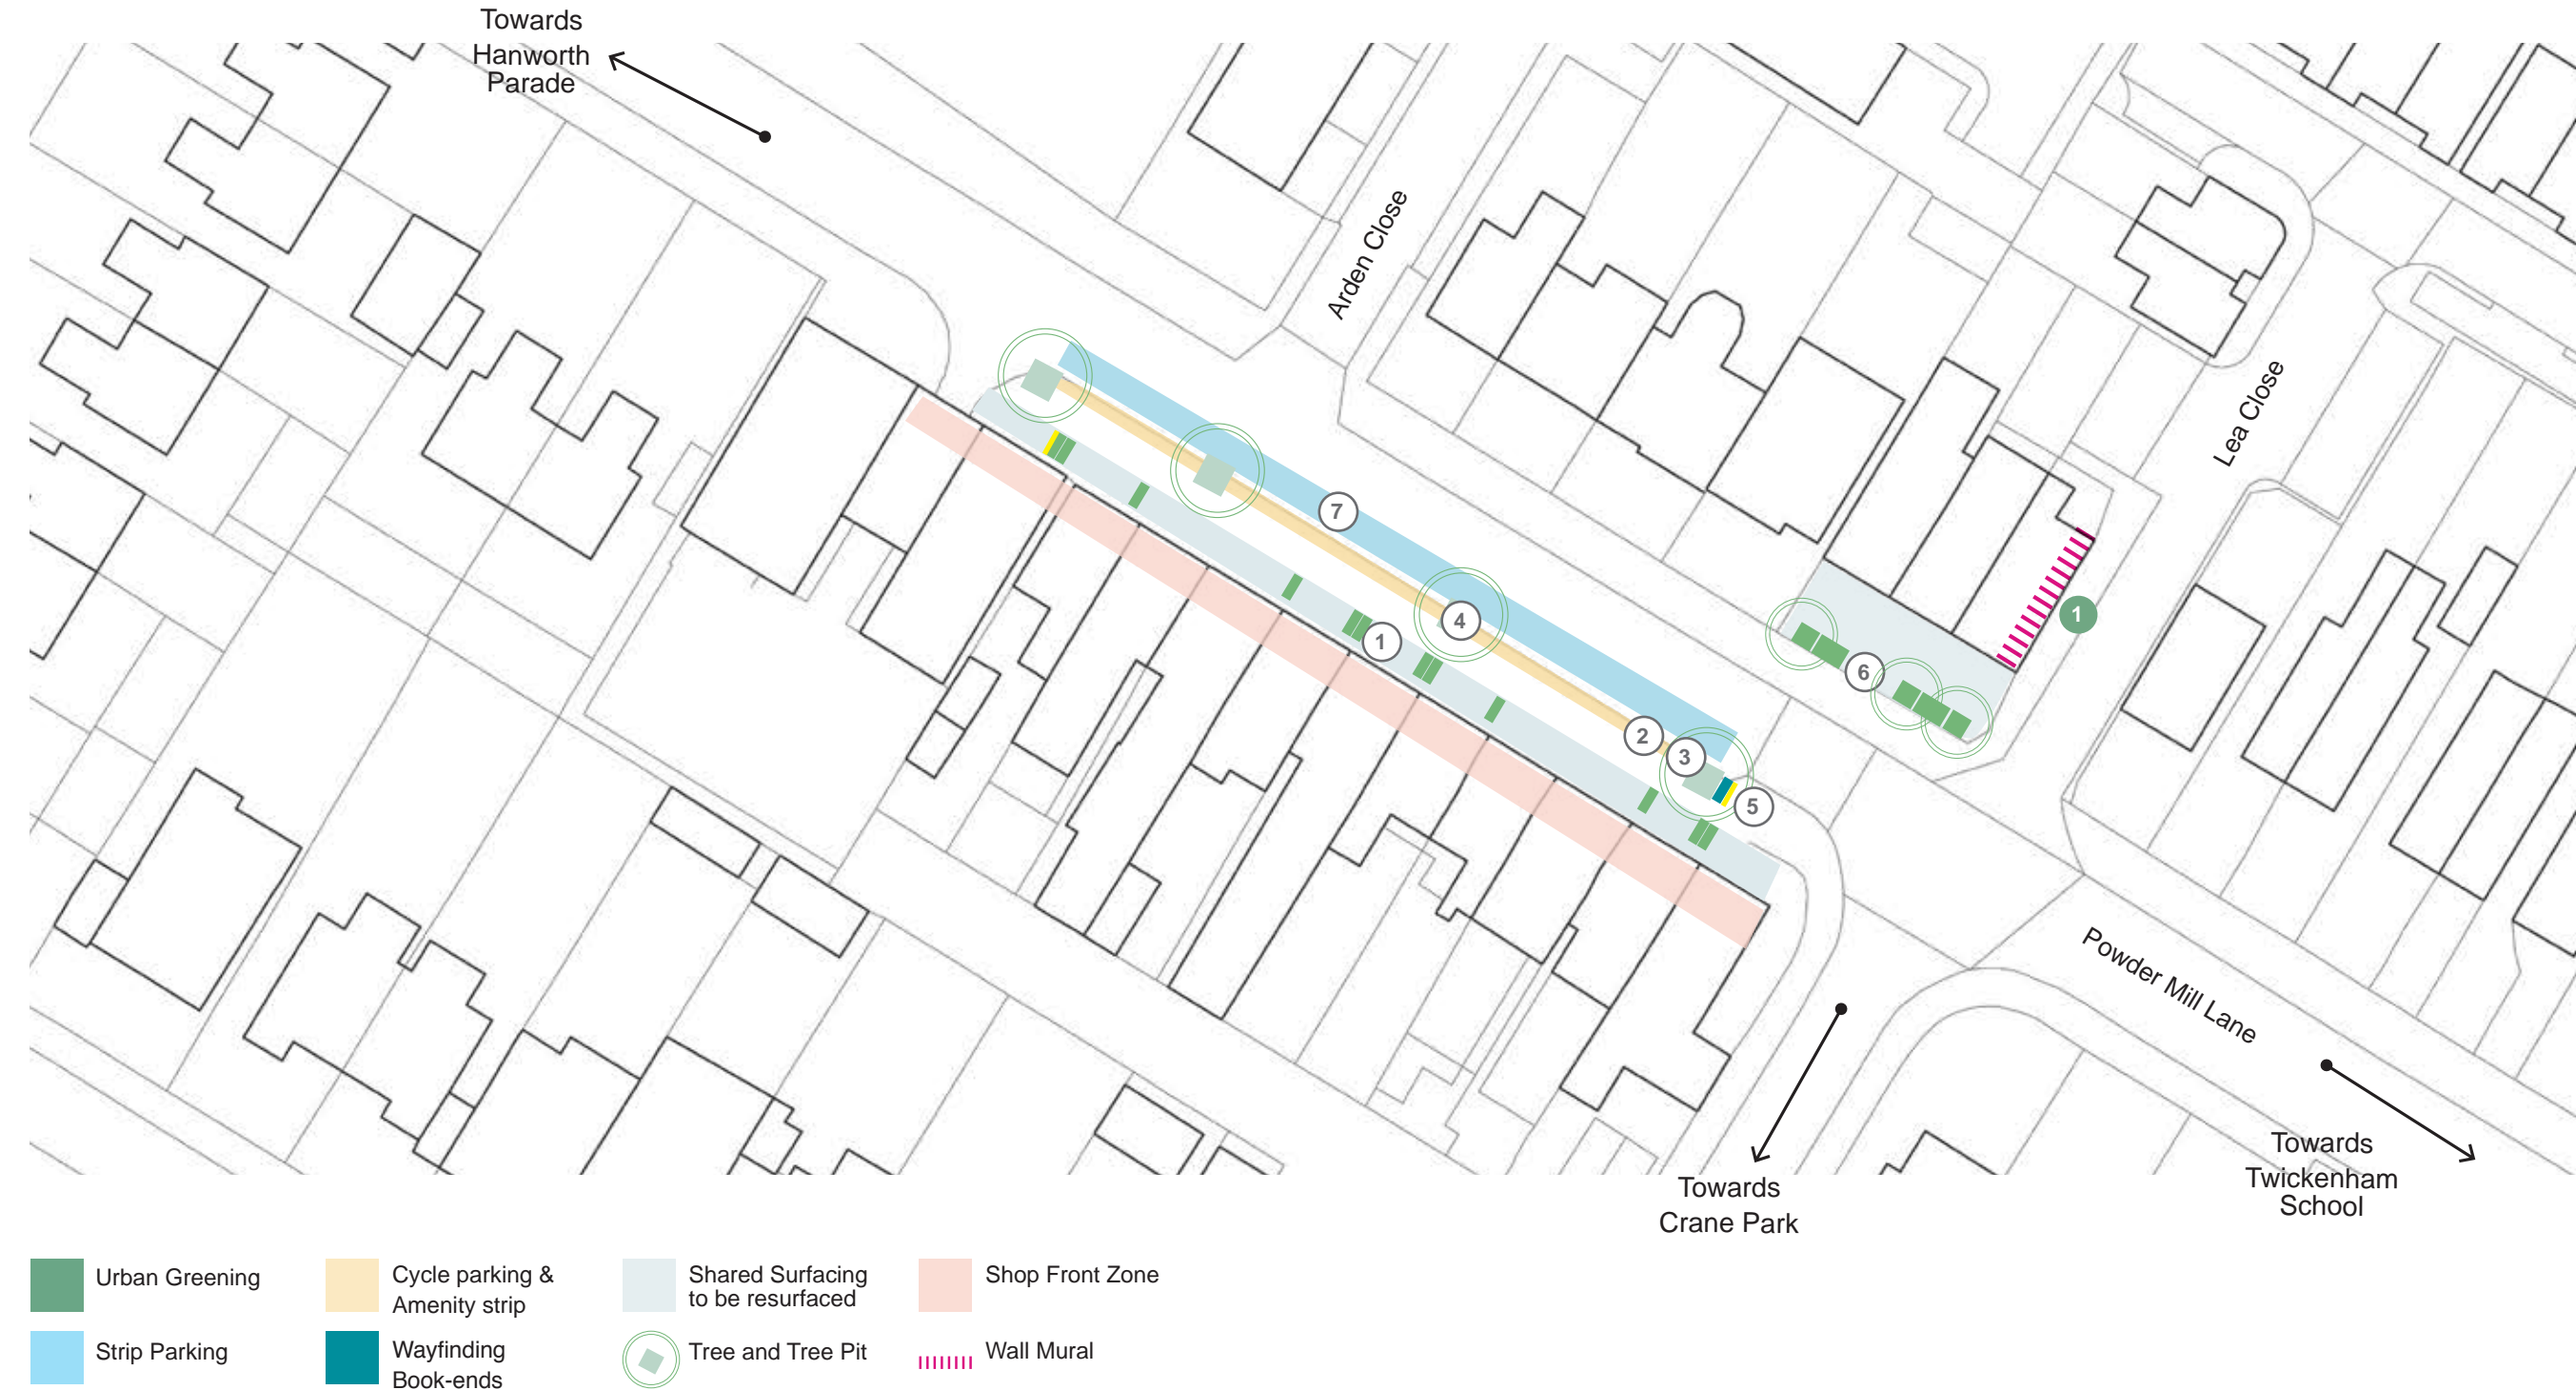 Towards
Hanworth
Parade
Arden Close
Lea Close
7
4
1
1
6
2
3
5
Powder Mill Lane
Towards
Crane Park
Towards
Twickenham
School
Urban Greening
Cycle parking &
Amenity strip
Shared Surfacing
to be resurfaced
Shop Front Zone
Strip Parking
Wayfinding
Book-ends
Tree and Tree Pit
Wall Mural